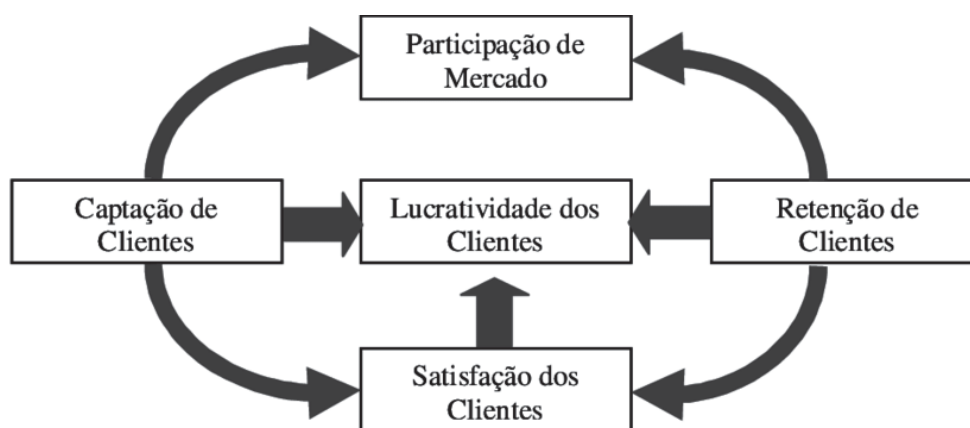 Participação de
Mercado
Captação de
Clientes
Lucratividade dos
Clientes
Retenção de
Clientes
Satisfação dos
Clientes